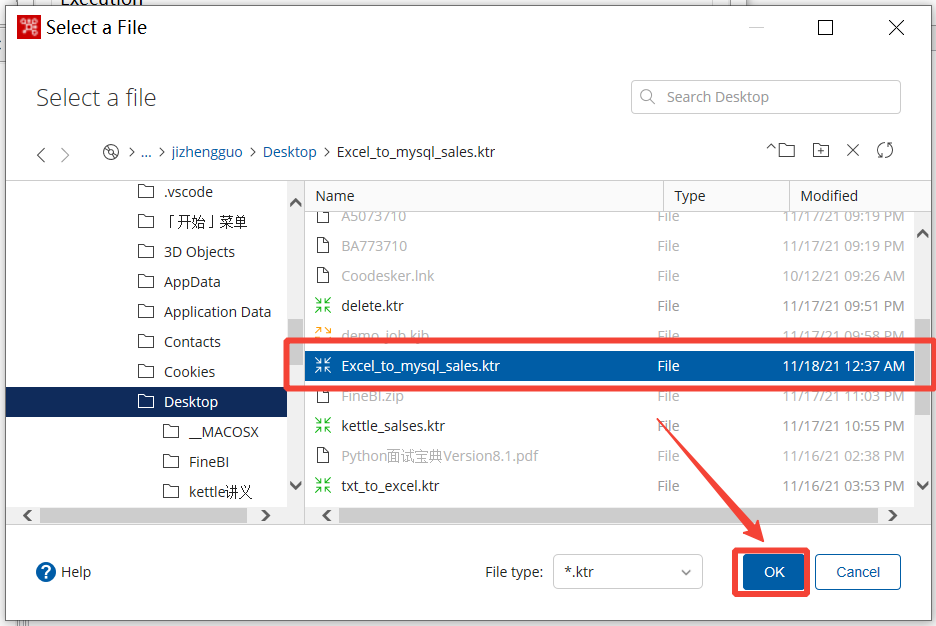 Execution
Select a File
Select a file
Search Desktop
... jizhengguo Desktop Excel_to_mysql_sales.ktr
Name Type Modified
.vscode
「开始」菜单
3D Objects
AppData
Application Data
Contacts
Cookies
Desktop
__MACOSX
FineBI
kettle讲义
A5073710 File 11/17/21 09:19 PM
BA773710 File 11/17/21 09:19 PM
Coodesker.lnk File 10/12/21 09:26 AM
delete.ktr File 11/17/21 09:51 PM
demo_job.kjb File 11/17/21 09:58 PM
Excel_to_mysql_sales.ktr File 11/18/21 12:37 AM
FineBI.zip File 11/17/21 11:03 PM
kettle_salses.ktr File 11/17/21 10:55 PM
Python面试宝典Version8.1.pdf File 11/16/21 02:38 PM
txt_to_excel.ktr File 11/16/21 03:53 PM
Help
File type: *.ktr
OK
Cancel